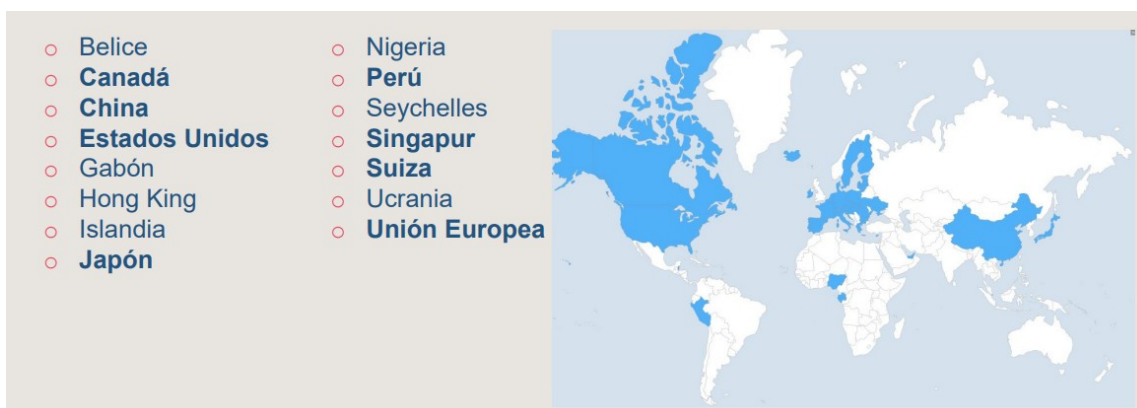 Belice
Canadá
China
Estados Unidos
Gabón
Hong King
Islandia
Japón
Nigeria
Perú
Seychelles
Singapur
Suiza
Ucrania
Unión Europea